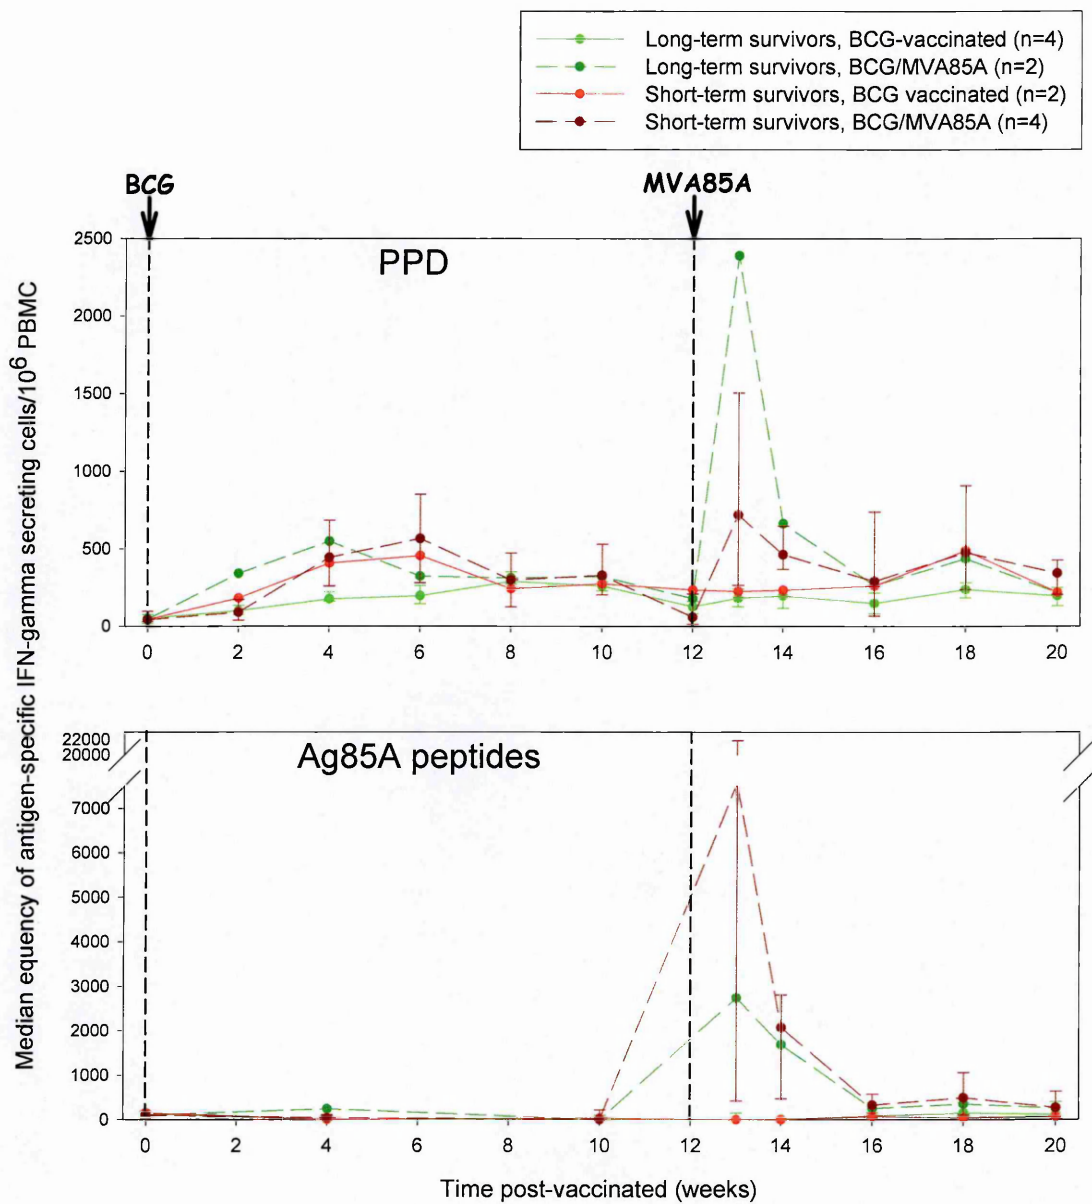 Long-term survivors, BCG-vaccinated (n=4)
Long-term survivors, BCG/MVA85A (n=2)
Short-term survivors, BCG vaccinated (n=2)
Short-term survivors, BCG/MVA85A (n=4)
BCG
MVA85A
PPD
2500
2000
1500
1000
500
0
0 2 4 6 8 10 12 14 16 18 20
Median equency of antigen-specific IFN-gamma secreting cells/10⁶ PBMC
Ag85A peptides
22000
20000
7000
6000
5000
4000
3000
2000
1000
0
0 2 4 6 8 10 12 14 16 18 20
Time post-vaccinated (weeks)